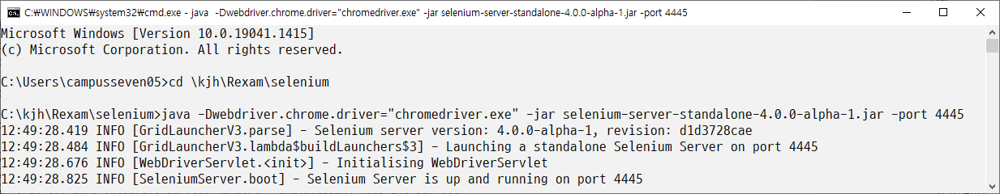 C:₩WINDOWS₩system32₩cmd.exe - java  -Dwebdriver.chrome.driver="chromedriver.exe" -jar selenium-server-standalone-4.0.0-alpha-1.jar -port 4445
Microsoft Windows [Version 10.0.19041.1415]
(c) Microsoft Corporation. All rights reserved.
C:\Users\campusseven05>cd \kjh\Rexam\selenium
C:\kjh\Rexam\selenium>java -Dwebdriver.chrome.driver="chromedriver.exe" -jar selenium-server-standalone-4.0.0-alpha-1.jar -port 4445
12:49:28.419 INFO [GridLauncherV3.parse] - Selenium server version: 4.0.0-alpha-1, revision: d1d3728cae
12:49:28.484 INFO [GridLauncherV3.lambda$buildLaunchers$3] - Launching a standalone Selenium Server on port 4445
12:49:28.676 INFO [WebDriverServlet.<init>] - Initialising WebDriverServlet
12:49:28.825 INFO [SeleniumServer.boot] - Selenium Server is up and running on port 4445